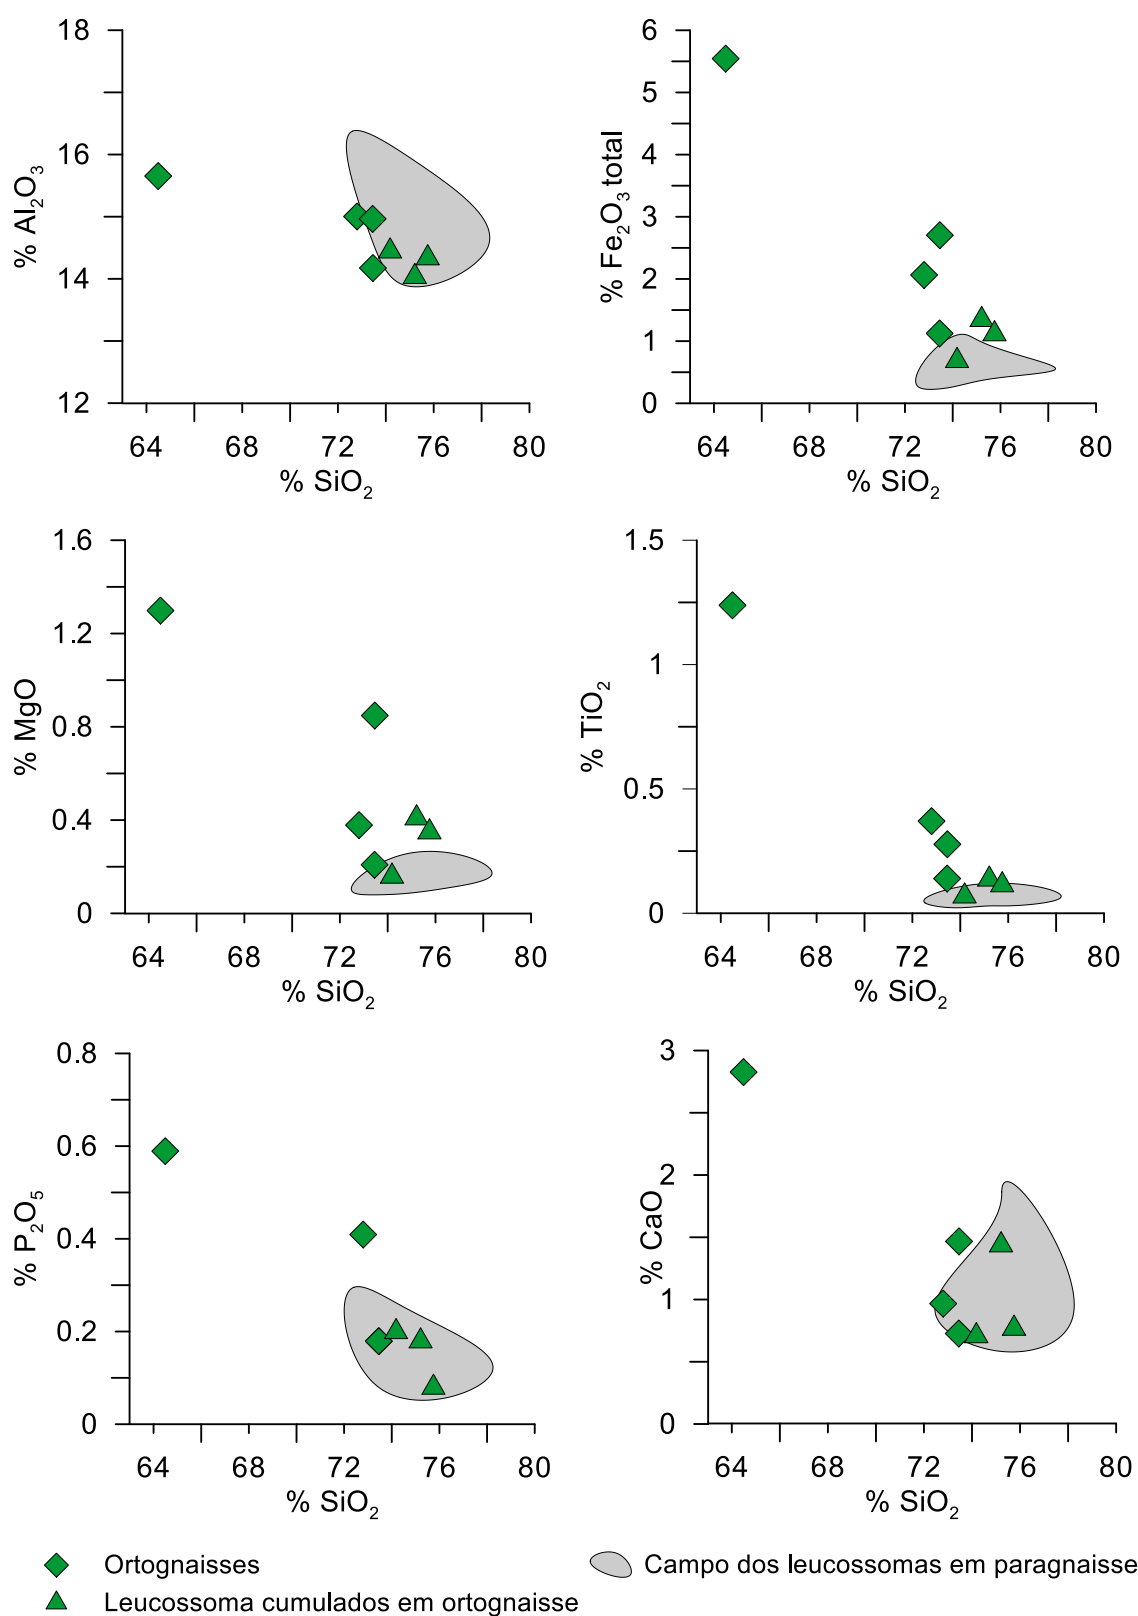 18
16
14
12
% Al₂O₃
64 68 72 76 80
% SiO₂
6
5
4
3
2
1
0
% Fe₂O₃ total
64 68 72 76 80
% SiO₂
1.6
1.2
0.8
0.4
0
% MgO
64 68 72 76 80
% SiO₂
1.5
1
0.5
0
% TiO₂
64 68 72 76 80
% SiO₂
0.8
0.6
0.4
0.2
0
% P₂O₅
64 68 72 76 80
% SiO₂
3
2
1
0
% CaO
64 68 72 76 80
% SiO₂
Ortognaisses
Campo dos leucossomas em paragnaisse
Leucossoma cumulados em ortognaisse